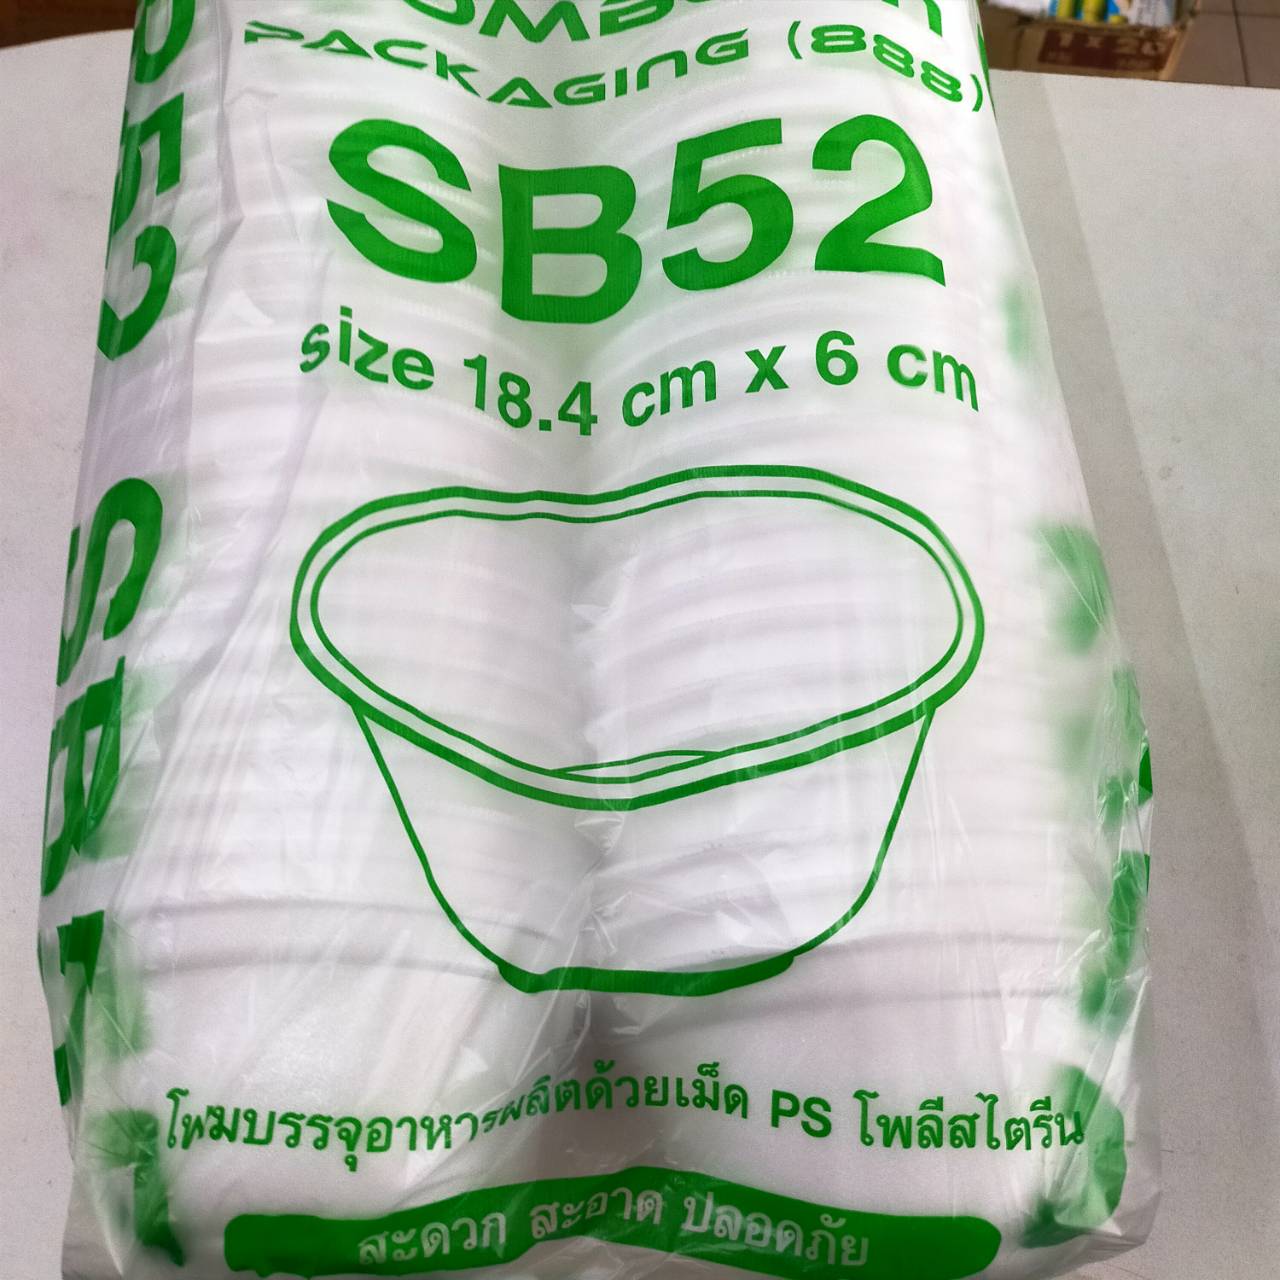 PACKAGING (888)
SB52
size 18.4 cm x 6 cm
โฟมบรรจุอาหารผลิตด้วยเม็ด PS โพลีสไตรีน
สะดวก สะอาด ปลอดภัย
1 x 20